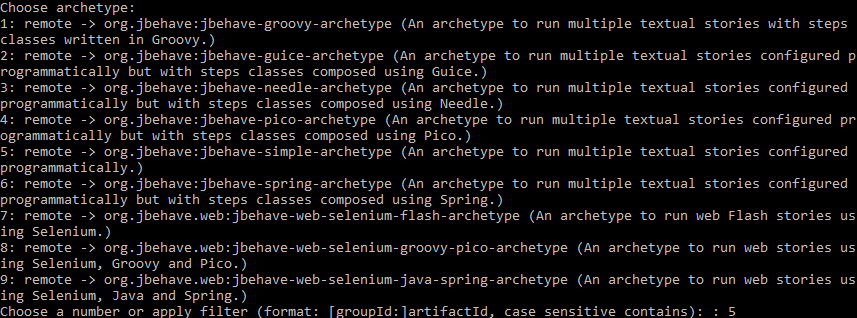 Choose archetype:
1: remote -> org.jbehave:jbehave-groovy-archetype (An archetype to run multiple textual stories with steps
classes written in Groovy.)
2: remote -> org.jbehave:jbehave-guice-archetype (An archetype to run multiple textual stories configured p
rogrammatically but with steps classes composed using Guice.)
3: remote -> org.jbehave:jbehave-needle-archetype (An archetype to run multiple textual stories configured
programmatically but with steps classes composed using Needle.)
4: remote -> org.jbehave:jbehave-pico-archetype (An archetype to run multiple textual stories configured pr
ogrammatically but with steps classes composed using Pico.)
5: remote -> org.jbehave:jbehave-simple-archetype (An archetype to run multiple textual stories configured
programmatically.)
6: remote -> org.jbehave:jbehave-spring-archetype (An archetype to run multiple textual stories configured
programmatically but with steps classes composed using Spring.)
7: remote -> org.jbehave.web:jbehave-web-selenium-flash-archetype (An archetype to run web Flash stories us
ing Selenium.)
8: remote -> org.jbehave.web:jbehave-web-selenium-groovy-pico-archetype (An archetype to run web stories us
ing Selenium, Groovy and Pico.)
9: remote -> org.jbehave.web:jbehave-web-selenium-java-spring-archetype (An archetype to run web stories us
ing Selenium, Java and Spring.)
Choose a number or apply filter (format: [groupId:]artifactId, case sensitive contains): : 5